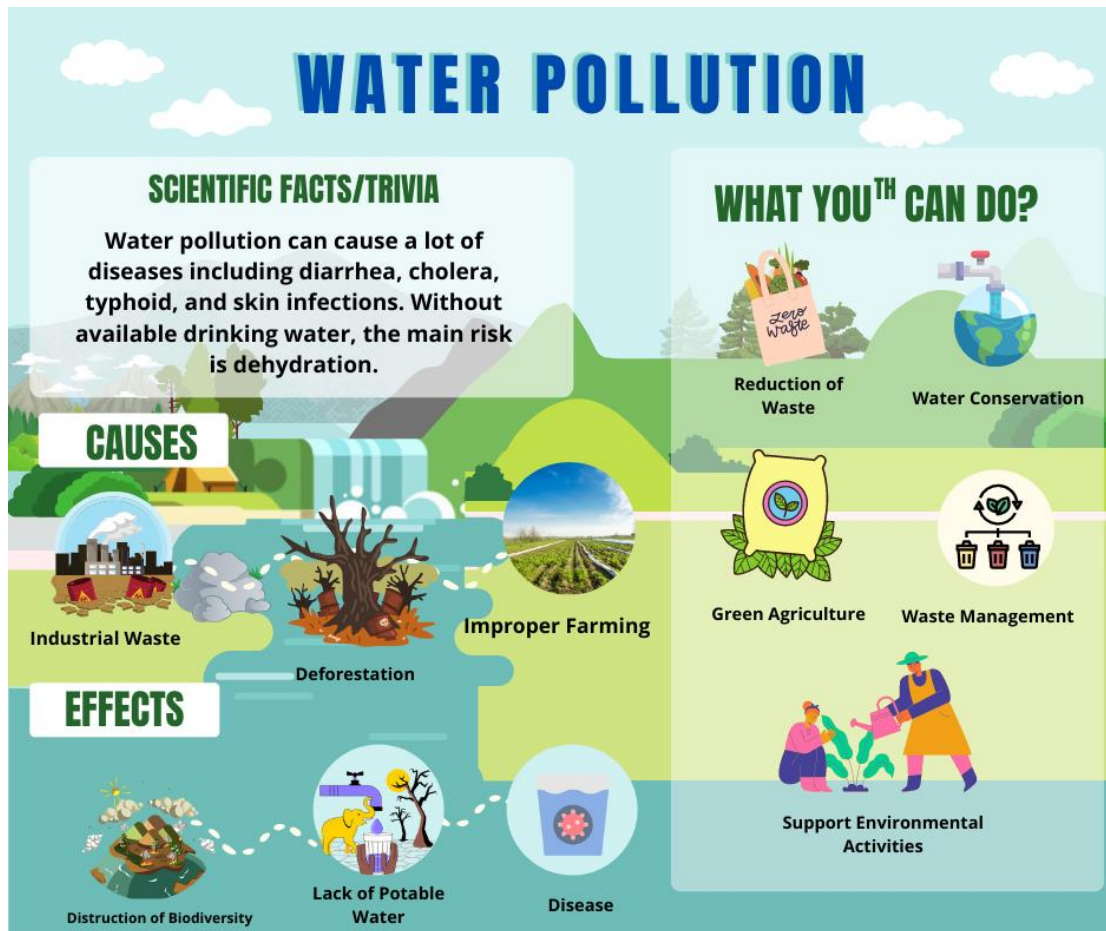 WATER POLLUTION
SCIENTIFIC FACTS/TRIVIA
Water pollution can cause a lot of
diseases including diarrhea, cholera,
typhoid, and skin infections. Without
available drinking water, the main risk
is dehydration.
CAUSES
Industrial Waste
Deforestation
Improper Farming
EFFECTS
Distruction of Biodiversity
Lack of Potable
Water
Disease
WHAT YOUTH CAN DO?
zero
waste
Reduction of
Waste
Water Conservation
Green Agriculture
Waste Management
Support Environmental
Activities